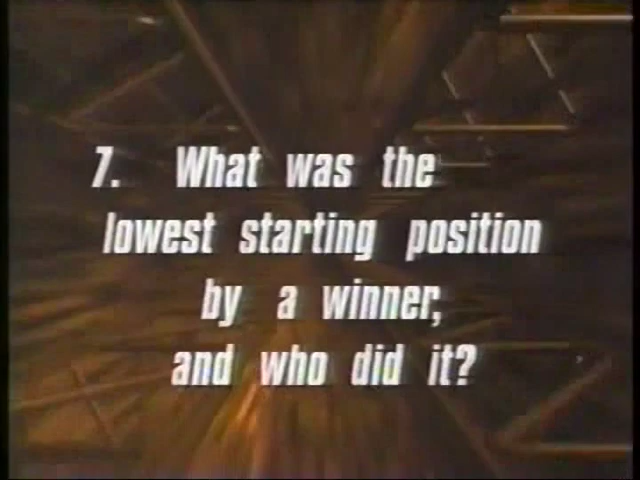 7. What was the
lowest starting position
by a winner,
and who did it?